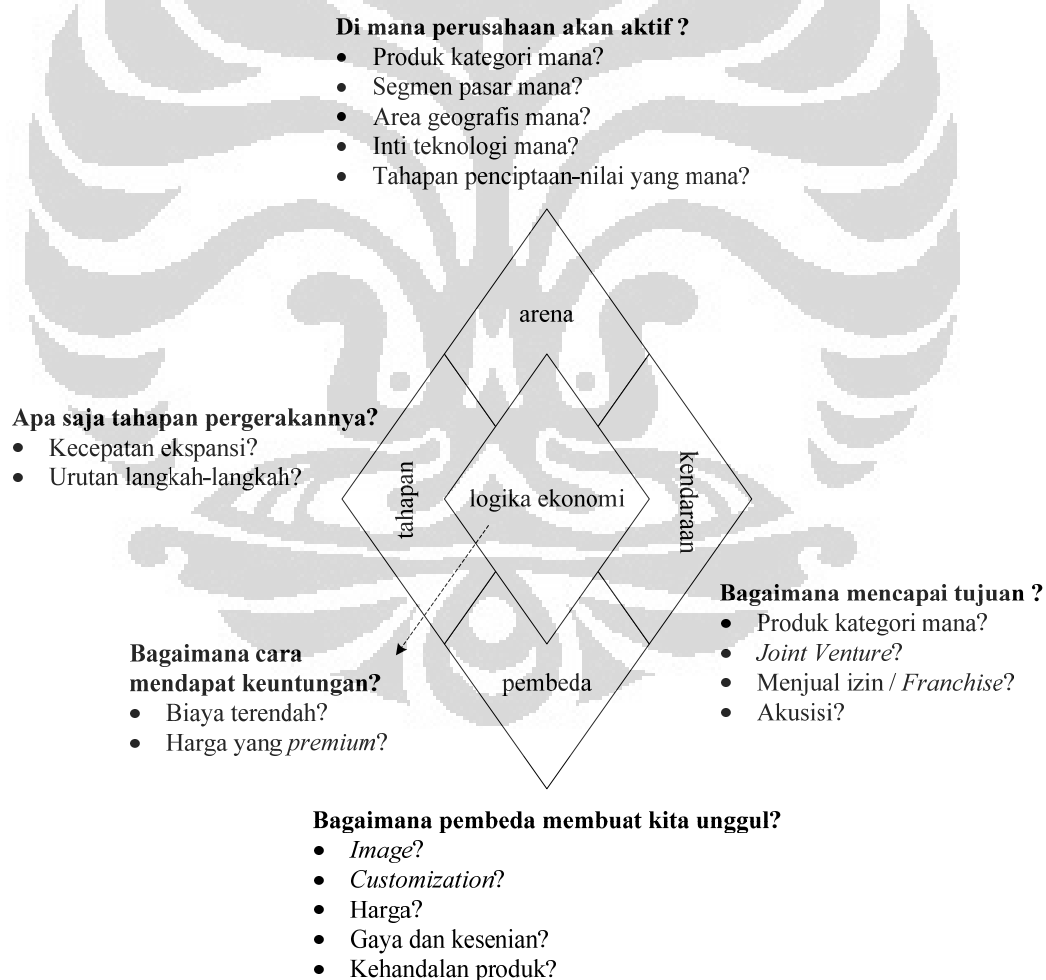 Di mana perusahaan akan aktif ?
• Produk kategori mana?
• Segmen pasar mana?
• Area geografis mana?
• Inti teknologi mana?
• Tahapan penciptaan-nilai yang mana?
arena
Apa saja tahapan pergerakannya?
• Kecepatan ekspansi?
• Urutan langkah-langkah?
tahapan
logika ekonomi
kendaraan
Bagaimana mencapai tujuan ?
• Produk kategori mana?
• Joint Venture?
• Menjual izin / Franchise?
• Akusisi?
Bagaimana cara
mendapat keuntungan?
• Biaya terendah?
• Harga yang premium?
pembeda
Bagaimana pembeda membuat kita unggul?
• Image?
• Customization?
• Harga?
• Gaya dan kesenian?
• Kehandalan produk?